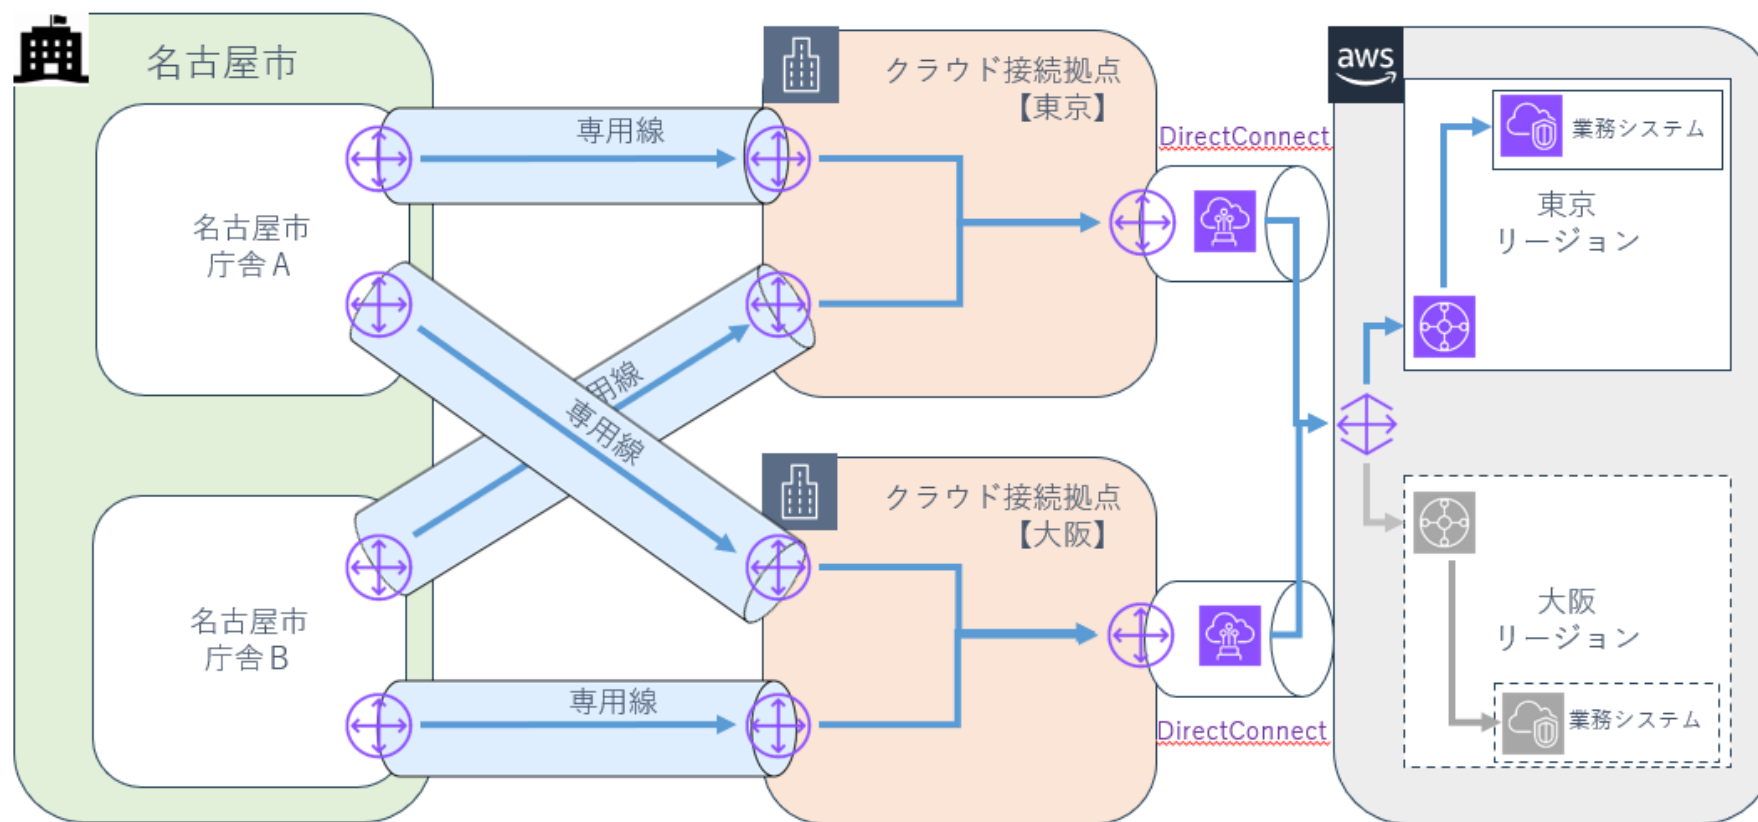 名古屋市
名古屋市
庁舎A
名古屋市
庁舎B
専用線
用線
専用線
専用線
クラウド接続拠点
【東京】
クラウド接続拠点
【大阪】
DirectConnect
DirectConnect
aws
業務システム
東京
リージョン
大阪
リージョン
業務システム